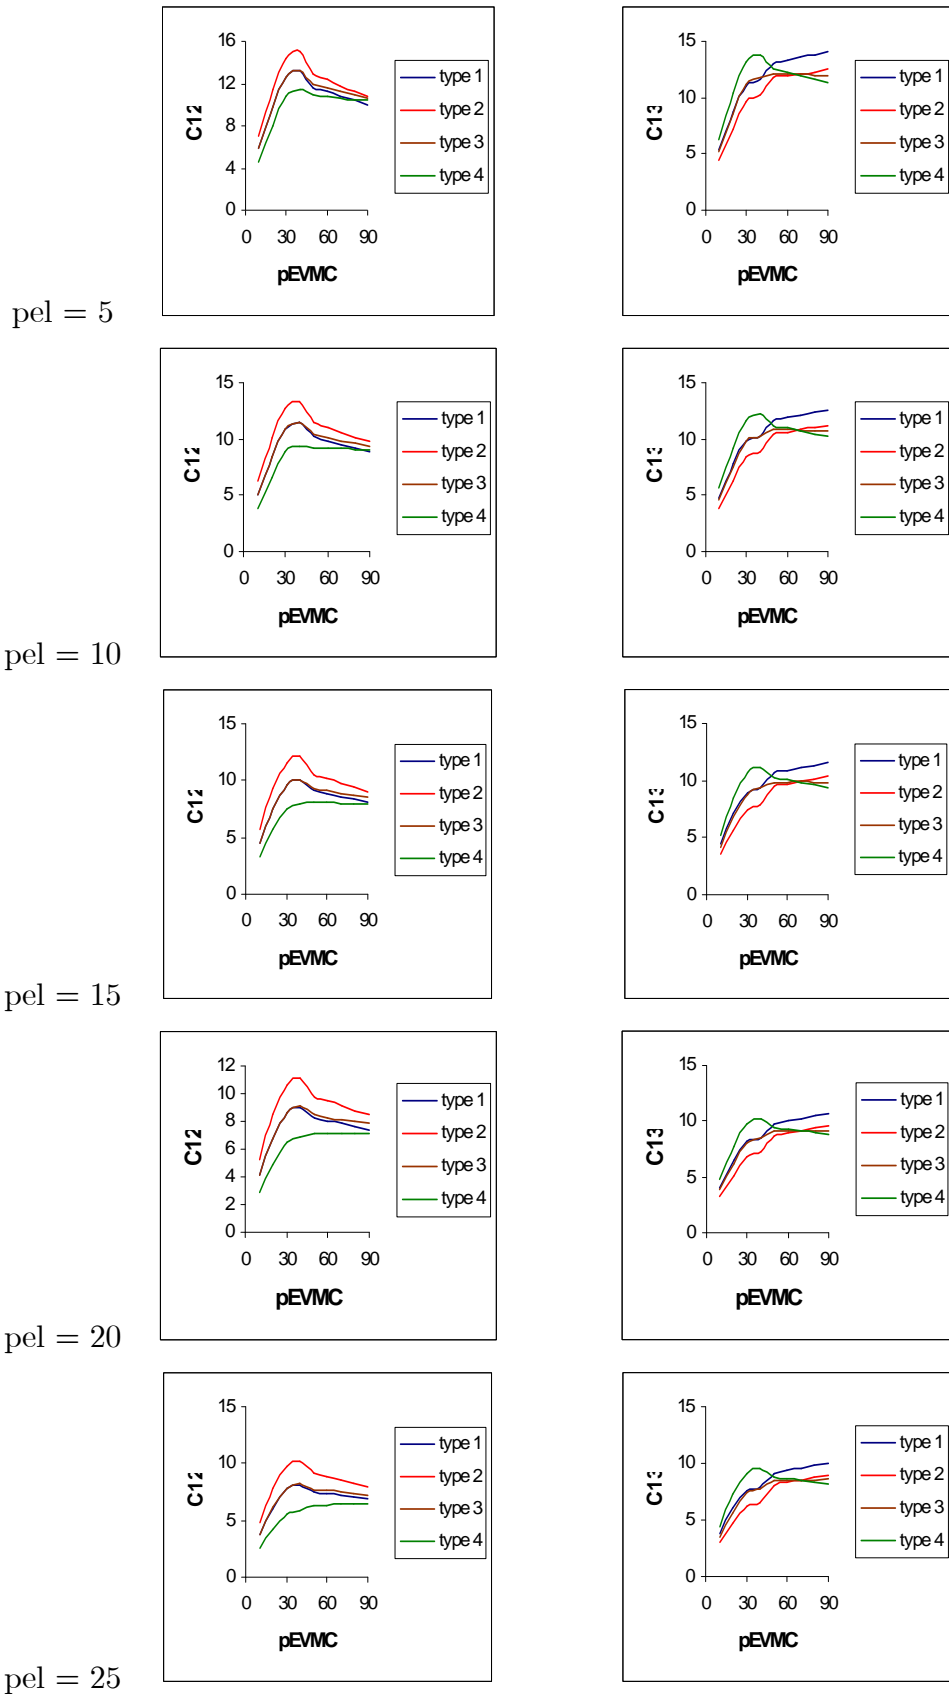 16
12
8
4
0
C12
0 30 60 90
pEVMC
type 1
type 2
type 3
type 4
15
10
5
0
C13
0 30 60 90
pEVMC
type 1
type 2
type 3
type 4
pel = 5
15
10
5
0
C12
0 30 60 90
pEVMC
type 1
type 2
type 3
type 4
15
10
5
0
C13
0 30 60 90
pEVMC
type 1
type 2
type 3
type 4
pel = 10
15
10
5
0
C12
0 30 60 90
pEVMC
type 1
type 2
type 3
type 4
15
10
5
0
C13
0 30 60 90
pEVMC
type 1
type 2
type 3
type 4
pel = 15
12
10
8
6
4
2
0
C12
0 30 60 90
pEVMC
type 1
type 2
type 3
type 4
15
10
5
0
C13
0 30 60 90
pEVMC
type 1
type 2
type 3
type 4
pel = 20
15
10
5
0
C12
0 30 60 90
pEVMC
type 1
type 2
type 3
type 4
15
10
5
0
C13
0 30 60 90
pEVMC
type 1
type 2
type 3
type 4
pel = 25